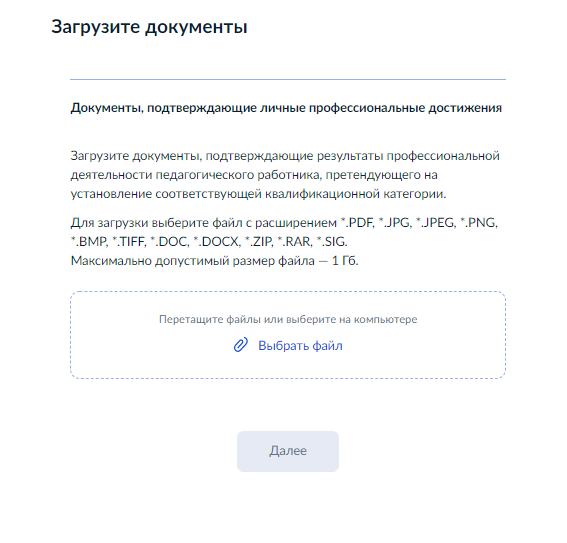 Загрузите документы
Документы, подтверждающие личные профессиональные достижения
Загрузите документы, подтверждающие результаты профессиональной
деятельности педагогического работника, претендующего на
установление соответствующей квалификационной категории.
Для загрузки выберите файл с расширением *.PDF, *.JPG, *.JPEG, *.PNG,
*.BMP, *.TIFF, *.DOC, *.DOCX, *.ZIP, *.RAR, *.SIG.
Максимально допустимый размер файла — 1 Гб.
Перетащите файлы или выберите на компьютере
Выбрать файл
Далее